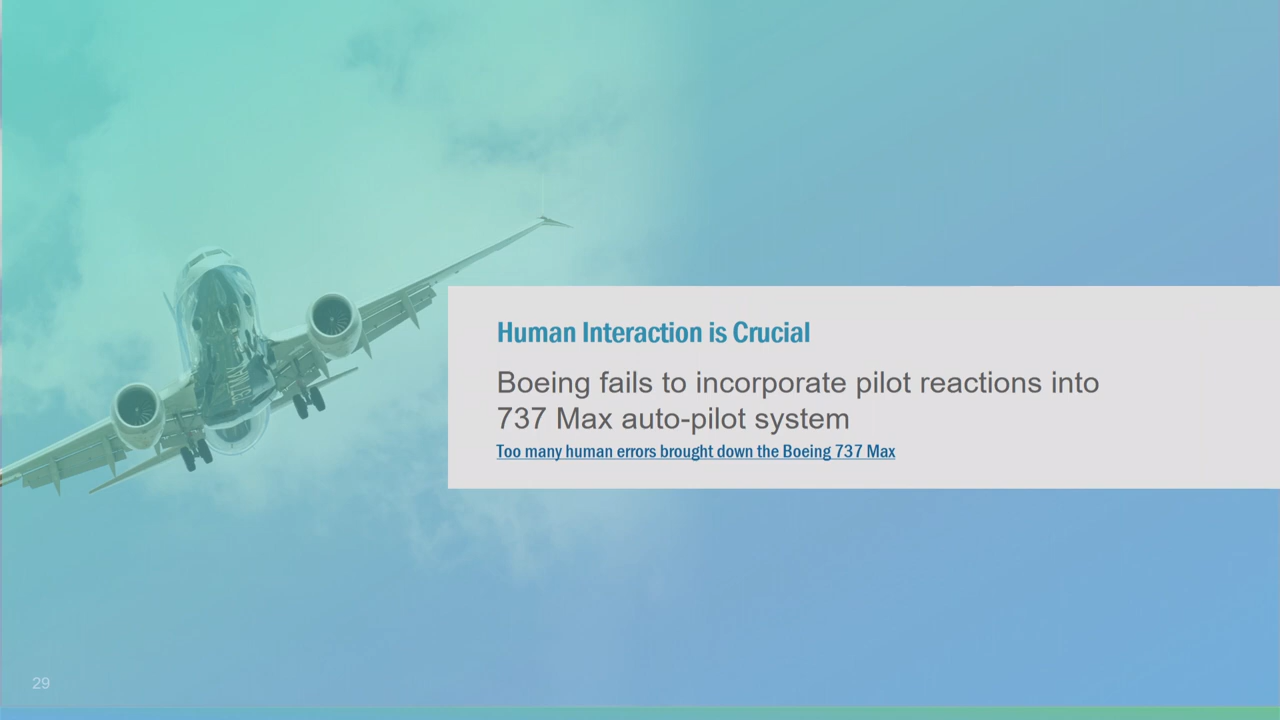 Human Interaction is Crucial
Boeing fails to incorporate pilot reactions into
737 Max auto-pilot system
Too many human errors brought down the Boeing 737 Max
29